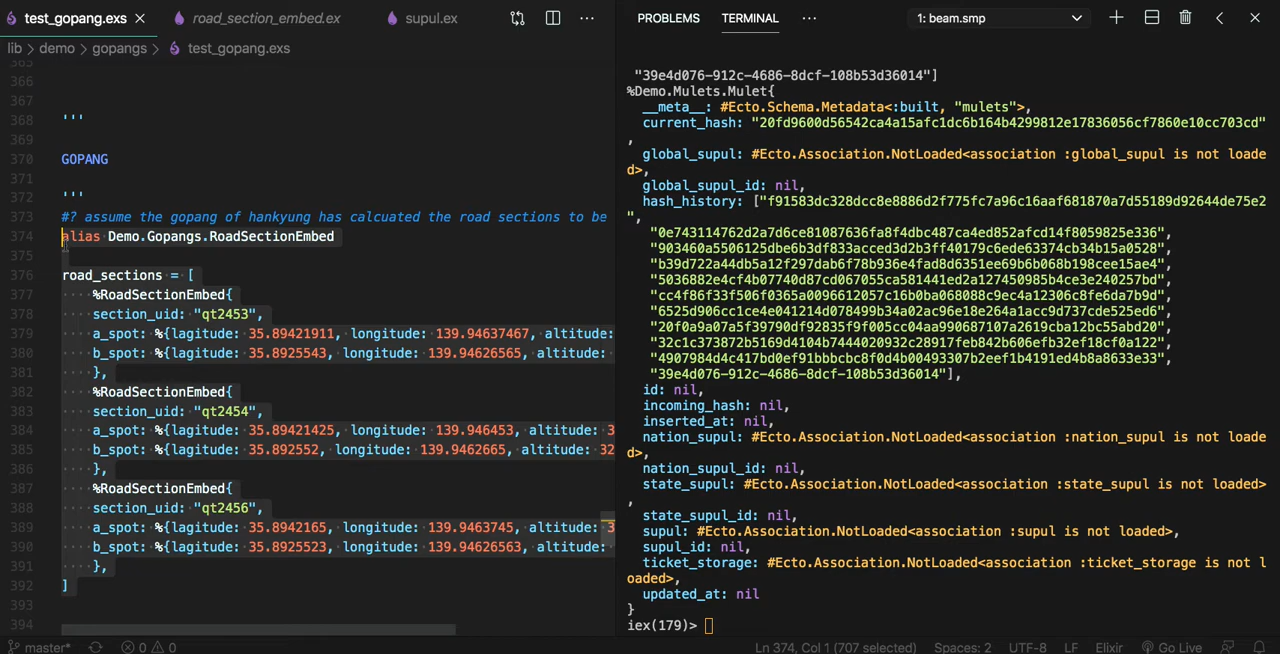 test_gopang.exs
road_section_embed.ex
supul.ex
PROBLEMS
TERMINAL
1: beam.smp
lib > demo > gopangs > test_gopang.exs
365
366
367
368 '''
369
370 GOPANG
371
372 '''
373 #? assume the gopang of hankyung has calcuated the road sections to be
374 alias Demo.Gopangs.RoadSectionEmbed
375
376 road_sections = [
377 %RoadSectionEmbed{
378 section_uid: "qt2453",
379 a_spot: %{lagitude: 35.89421911, longitude: 139.94637467, altitude:
380 b_spot: %{lagitude: 35.8925543, longitude: 139.94626565, altitude:
381 },
382 %RoadSectionEmbed{
383 section_uid: "qt2454",
384 a_spot: %{lagitude: 35.89421425, longitude: 139.946453, altitude: 3
385 b_spot: %{lagitude: 35.892552, longitude: 139.9462665, altitude: 32
386 },
387 %RoadSectionEmbed{
388 section_uid: "qt2456",
389 a_spot: %{lagitude: 35.8942165, longitude: 139.9463745, altitude: 3
390 b_spot: %{lagitude: 35.8925523, longitude: 139.94626563, altitude:
391 },
392 ]
393
394
"39e4d076-912c-4686-8dcf-108b53d36014"]
%Demo.Mulets.Mulet{
__meta__: #Ecto.Schema.Metadata<:built, "mulets">,
current_hash: "20fd9600d56542ca4a15afc1dc6b164b4299812e17836056cf7860e10cc703cd"
,
global_supul: #Ecto.Association.NotLoaded<association :global_supul is not loade
d>,
global_supul_id: nil,
hash_history: ["f91583dc328dcc8e8886d2f775fc7a96c16aaf681870a7d55189d92644de75e2
",
"0e743114762d2a7d6ce81087636fa8f4dbc487ca4ed852afcd14f8059825e336",
"903460a5506125dbe6b3df833acced3d2b3ff40179c6ede63374cb34b15a0528",
"b39d722a44db5a12f297dab6f78b936e4fad8d6351ee69b6b068b198cee15ae4",
"5036882e4cf4b07740d87cd067055ca581441ed2a127450985b4ce3e240257bd",
"cc4f86f33f506f0365a0096612057c16b0ba068088c9ec4a12306c8fe6da7b9d",
"6525d906cc1ce4e041214d078499b34a02ac96e18e264a1acc9d737cde525ed6",
"20f0a9a07a5f39790df92835f9f005cc04aa990687107a2619cba12bc55abd20",
"32c1c373872b5169d4104b7444020932c28917feb842b606efb32ef18cf0a122",
"4907984d4c417bd0ef91bbbcbc8f0d4b00493307b2eef1b4191ed4b8a8633e33",
"39e4d076-912c-4686-8dcf-108b53d36014"],
id: nil,
incoming_hash: nil,
inserted_at: nil,
nation_supul: #Ecto.Association.NotLoaded<association :nation_supul is not loade
d>,
nation_supul_id: nil,
state_supul: #Ecto.Association.NotLoaded<association :state_supul is not loaded>
,
state_supul_id: nil,
supul: #Ecto.Association.NotLoaded<association :supul is not loaded>,
supul_id: nil,
ticket_storage: #Ecto.Association.NotLoaded<association :ticket_storage is not l
oaded>,
updated_at: nil
}
iex(179)>
master* 0 0 Ln 374, Col 1 (707 selected) Spaces: 2 UTF-8 LF Elixir Go Live